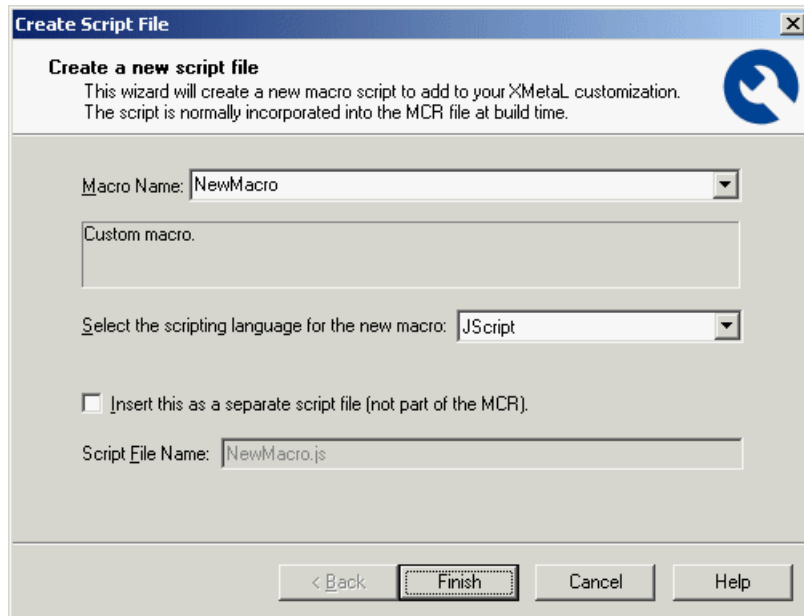 Create Script File
Create a new script file
This wizard will create a new macro script to add to your XMetaL customization.
The script is normally incorporated into the MCR file at build time.
Macro Name: NewMacro
Custom macro.
Select the scripting language for the new macro: JScript
Insert this as a separate script file (not part of the MCR).
Script File Name: NewMacro.js
< Back Finish Cancel Help